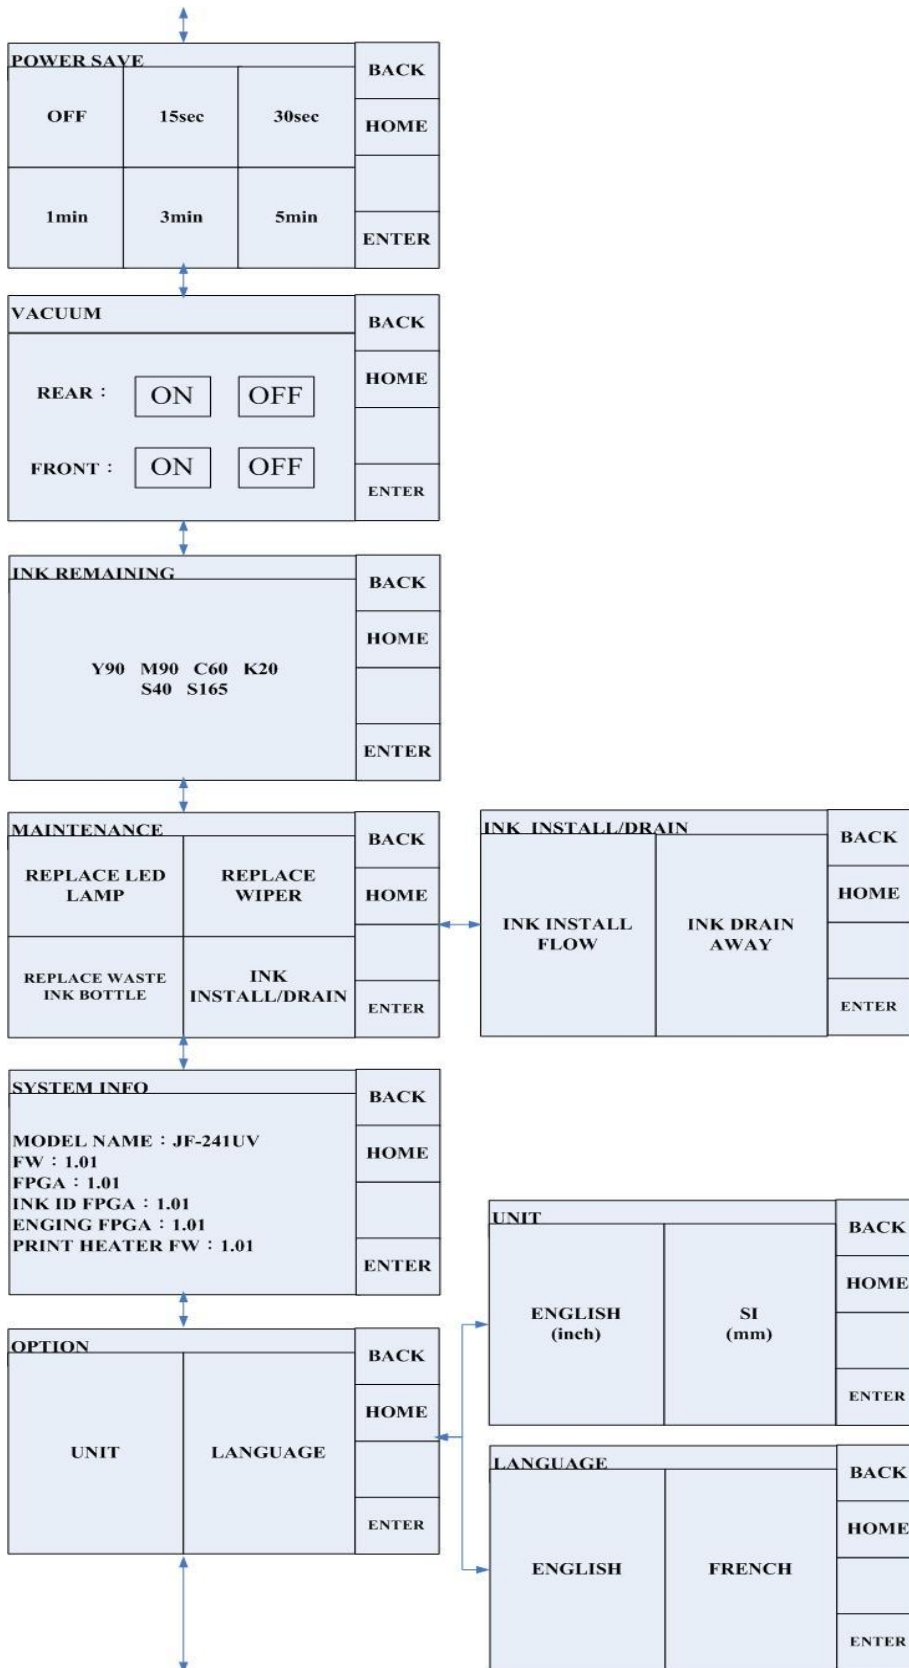 POWER SAVE
BACK
OFF 15sec 30sec
HOME
1min 3min 5min
ENTER
VACUUM
BACK
REAR： ON OFF
HOME
FRONT： ON OFF
ENTER
INK REMAINING
BACK
HOME
Y90 M90 C60 K20
S40 S165
ENTER
MAINTENANCE
BACK
REPLACE LED
LAMP
REPLACE
WIPER
HOME
REPLACE WASTE
INK BOTTLE
INK
INSTALL/DRAIN
ENTER
INK INSTALL/DRAIN
BACK
HOME
INK INSTALL
FLOW
INK DRAIN
AWAY
ENTER
SYSTEM INFO
BACK
HOME
MODEL NAME：JF-241UV
FW：1.01
FPGA：1.01
INK ID FPGA：1.01
ENGING FPGA：1.01
PRINT HEATER FW：1.01
ENTER
OPTION
BACK
HOME
UNIT LANGUAGE
ENTER
UNIT
BACK
HOME
ENGLISH
(inch)
SI
(mm)
ENTER
LANGUAGE
BACK
HOME
ENGLISH FRENCH
ENTER